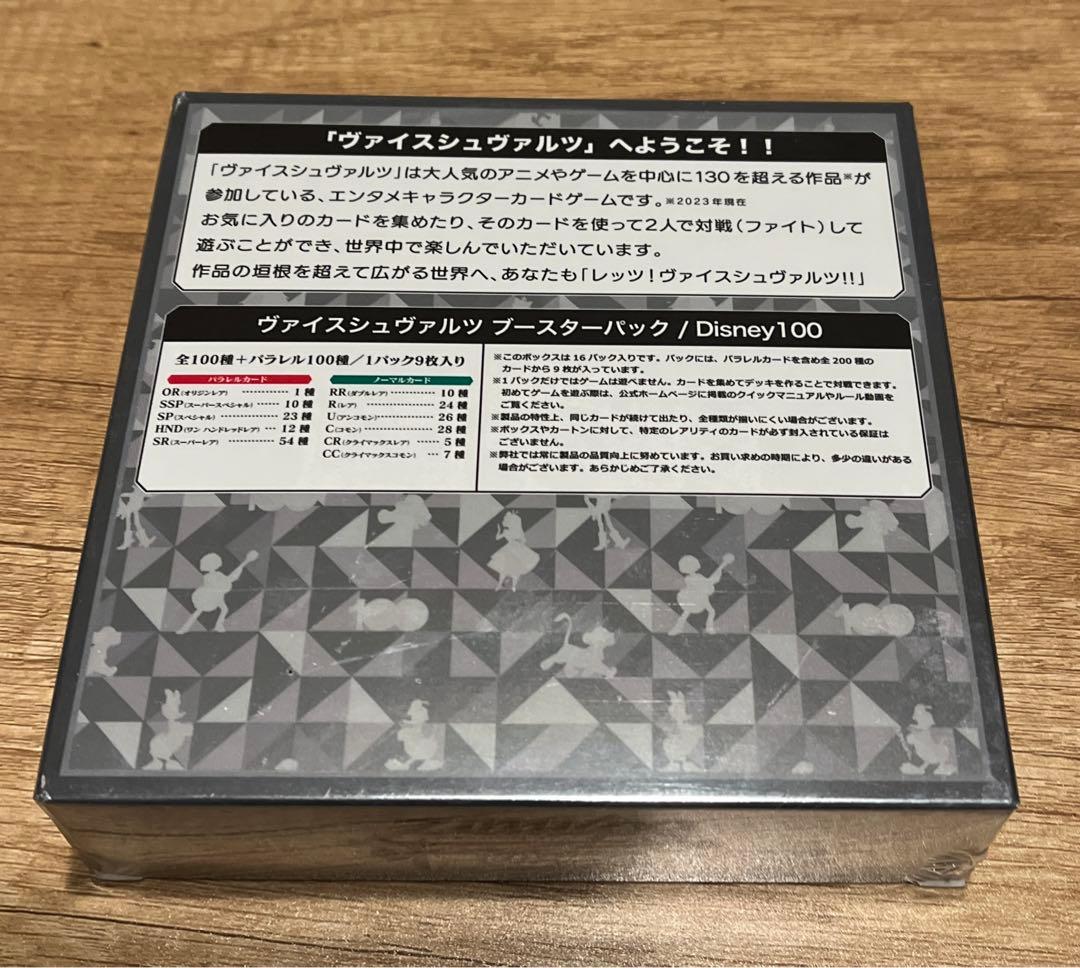 「ヴァイスシュヴァルツ」へようこそ！！
「ヴァイスシュヴァルツ」は大人気のアニメやゲームを中心に130を超える作品※が
参加している、エンタメキャラクターカードゲームです。※2023年現在
お気に入りのカードを集めたり、そのカードを使って2人で対戦（ファイト）して
遊ぶことができ、世界中で楽しんでいただいています。
作品の垣根を超えて広がる世界へ、あなたも「レッツ！ヴァイスシュヴァルツ!!」
ヴァイスシュヴァルツ ブースターパック / Disney100
全100種＋パラレル100種／1パック9枚入り
パラレルカード
OR（オリジンレア） ……… 1 種
SSP（スーパースペシャル） …… 10 種
SP（スペシャル） ………… 23 種
HND（ワン ハンドレッドレア） … 12 種
SR（スーパーレア） ………… 54 種
ノーマルカード
RR（ダブルレア） ……… 10 種
R（レア） ……………… 24 種
U（アンコモン） ………… 26 種
C（コモン） …………… 28 種
CR（クライマックスレア） …… 5 種
CC（クライマックスコモン） … 7 種
※このボックスは16パック入りです。パックには、パラレルカードを含め全200種の
カードから9枚が入っています。
※1パックだけではゲームは遊べません。カードを集めてデッキを作ることで対戦できます。
初めてゲームを遊ぶ際は、公式ホームページに掲載のクイックマニュアルやルール動画を
ご覧ください。
※製品の特性上、同じカードが続けて出たり、全種類が揃いにくい場合がございます。
※ボックスやカートンに対して、特定のレアリティのカードが必ず封入されている保証は
ございません。
※弊社では常に製品の品質向上に努めています。お買い求めの時期により、多少の違いがある
場合がございます。あらかじめご了承ください。
100
100
100